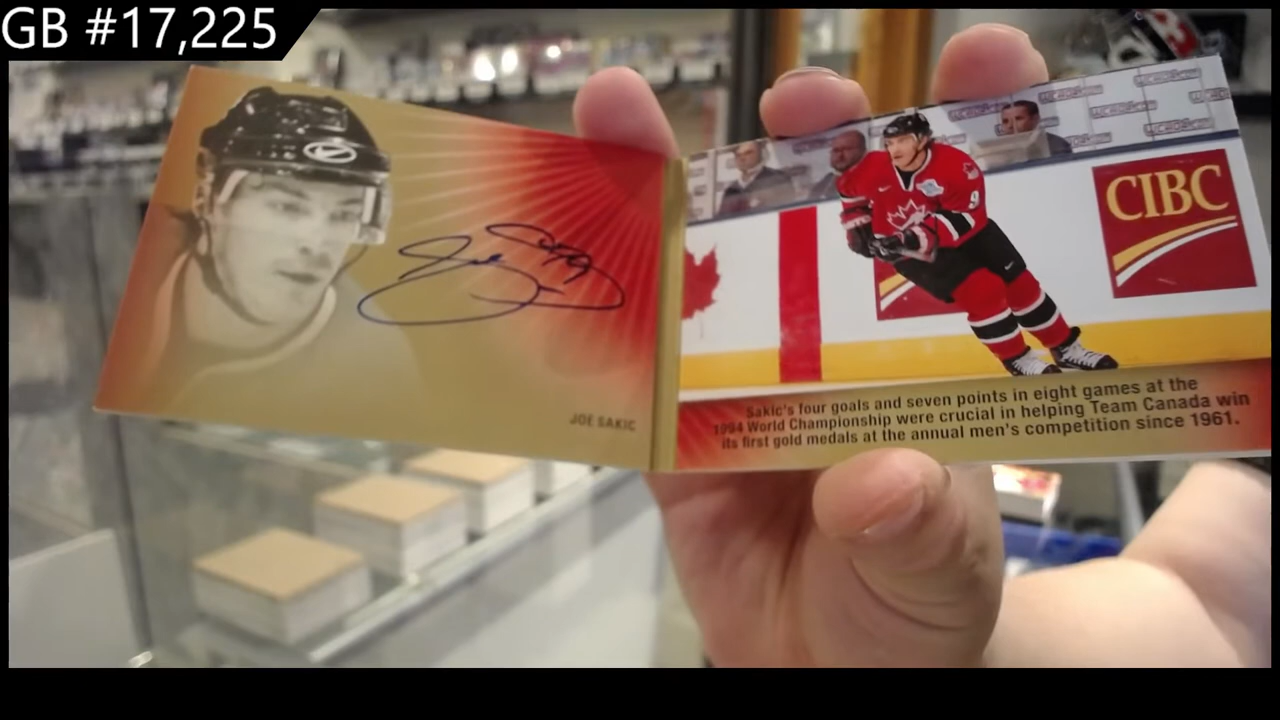 GB #17,225
CIBC
9
JOE SAKIC
Sakic's four goals and seven points in eight games at the
1994 World Championship were crucial in helping Team Canada win
its first gold medals at the annual men's competition since 1961.